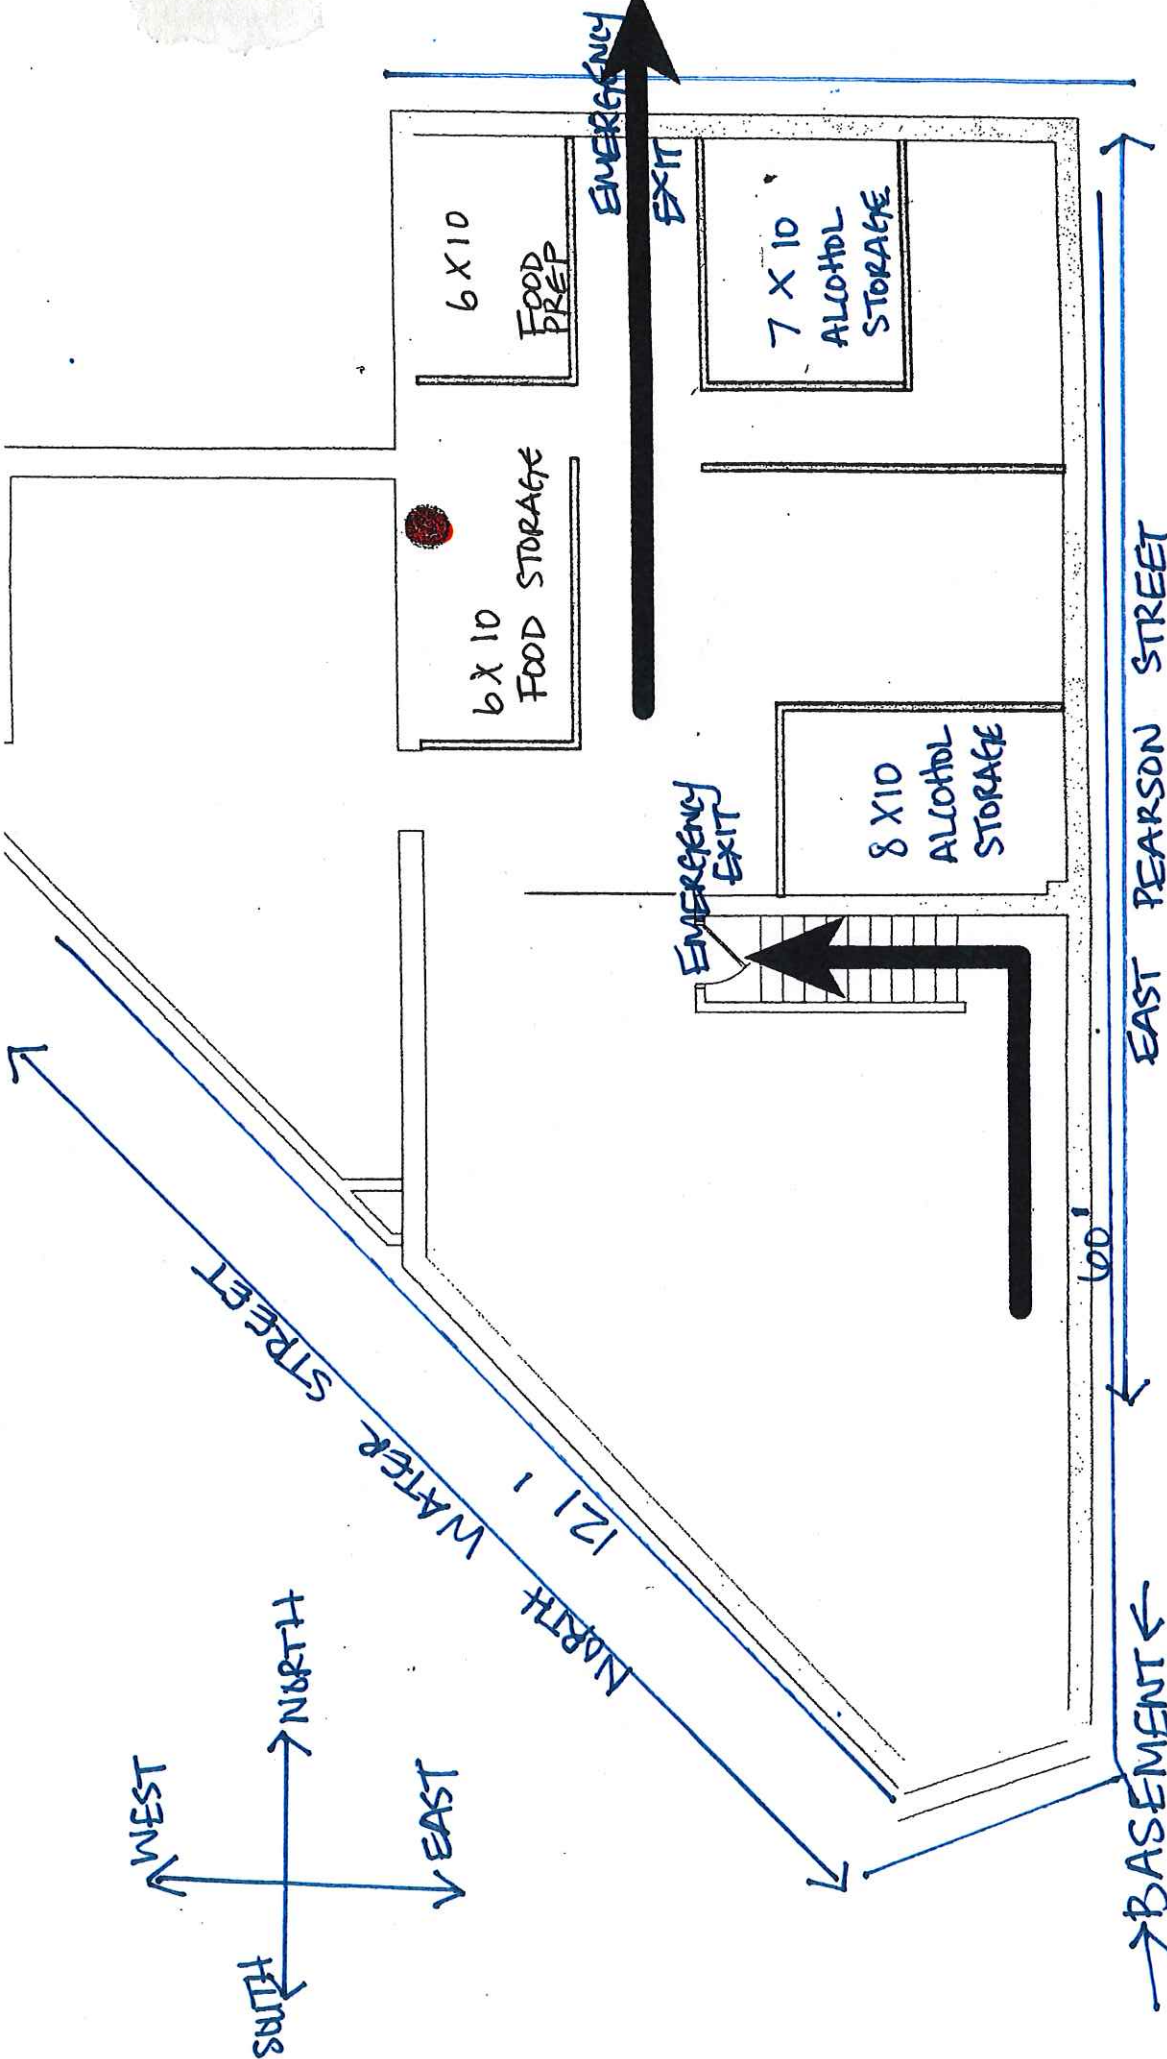 EMERGENCY
EXIT
6 X 10
FOOD
PREP
7 X 10
ALCOHOL
STORAGE
6 X 10
FOOD STORAGE
EMERGENCY
EXIT
8 X 10
ALCOHOL
STORAGE
EAST PEARSON STREET
60'
NORTH WATER STREET
121'
WEST
NORTH
EAST
SOUTH
→BASEMENT←